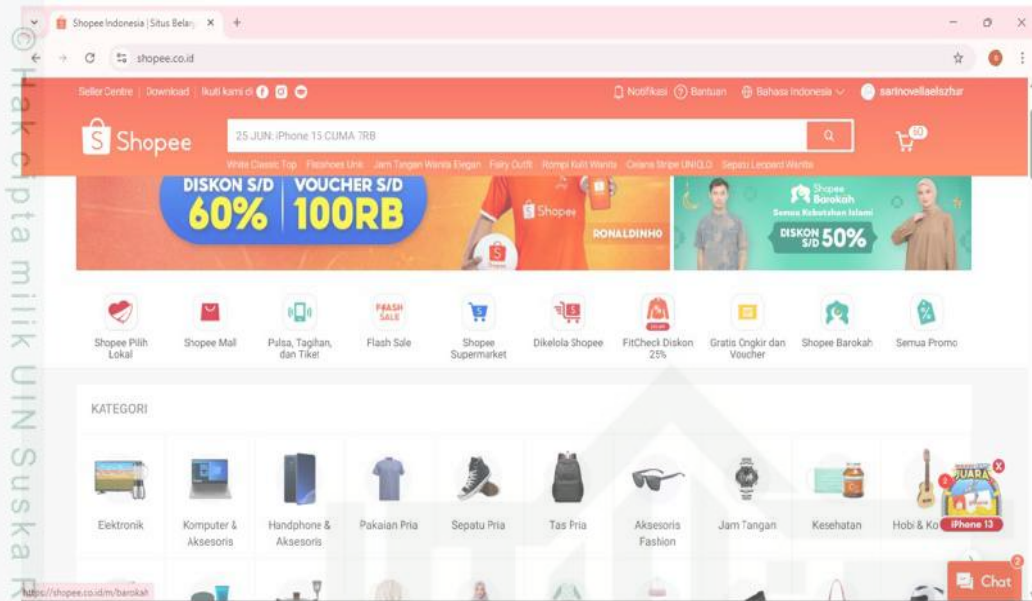 Shopee Indonesia | Situs Belan
shopee.co.id
Seller Centre | Download | Ikuti kami di
Notifikasi
Bantuan
Bahasa Indonesia
sarinovellaelszhur
Shopee
25 JUN: iPhone 15 CUMA 7RB
60
White Classic Top
Flashoes Unk
Jam Tangan Wanita Elegan
Fairy Outfit
Rompi Kulit Wanita
Celana Stripe UNIQLO
Sepatu Leopard Wanita
DISKON S/D
60%
VOUCHER S/D
100RB
Shopee
RONALDINHO
Shopee
Barokah
Semua Kebutuhan Islami
DISKON
S/D 50%
FLASH
SALE
Shopee Pilih
Lokal
Shopee Mall
Pulsa, Tagihan,
dan Tiket
Flash Sale
Shopee
Supermarket
Dikelola Shopee
FitCheck Diskon
25%
Gratis Ongkir dan
Voucher
Shopee Barokah
Semua Promo
KATEGORI
Elektronik
Komputer &
Aksesoris
Handphone &
Aksesoris
Pakaian Pria
Sepatu Pria
Tas Pria
Aksesoris
Fashion
Jam Tangan
Kesehatan
Hobi & Ko
JUARA
iPhone 13
2
Chat
https://shopee.co.id/m/barokah
© Hak cipta milik UIN Suska R